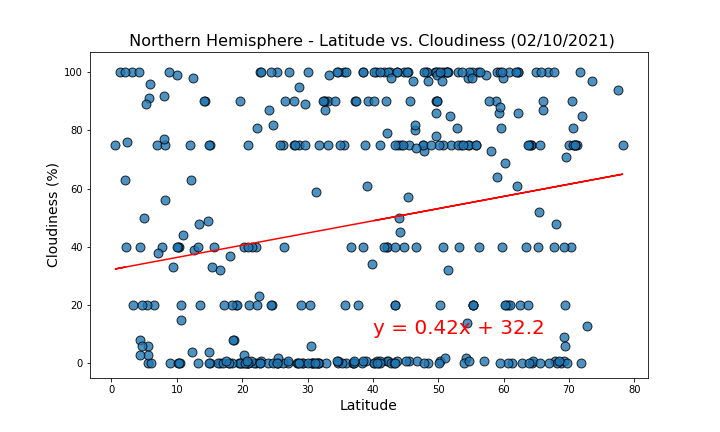 Northern Hemisphere - Latitude vs. Cloudiness (02/10/2021)
100
80
60
40
20
0
Cloudiness (%)
y = 0.42x + 32.2
0 10 20 30 40 50 60 70 80
Latitude